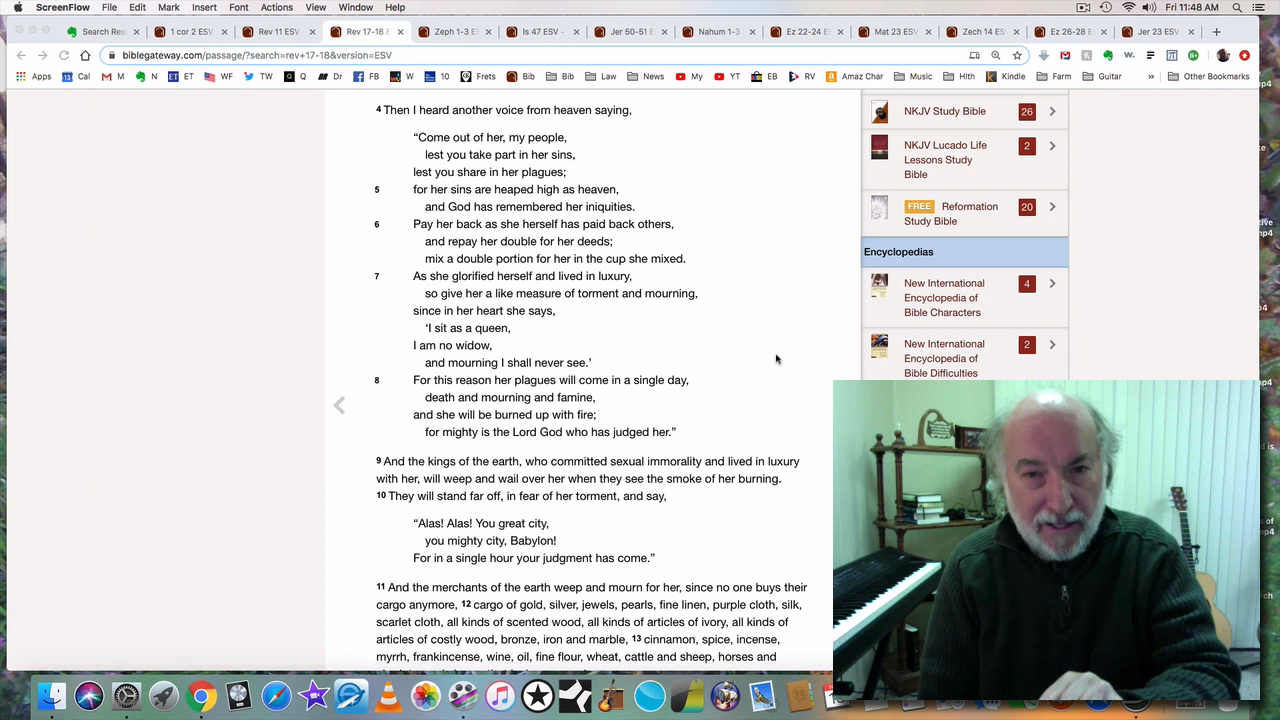 ScreenFlow File Edit Mark Insert Font Actions View Window Help Fri 11:48 AM
Search Res 1 cor 2 ESV Rev 11 ESV Rev 17-18 E Zeph 1-3 ESV Is 47 ESV - Jer 50-51 E Nahum 1-3 Ez 22-24 E Mat 23 ESV Zech 14 ESV Ez 26-28 E Jer 23 ESV
biblegateway.com/passage/?search=rev+17-18&version=ESV
Apps Cal M N ET WF TW Q Dr FB W 10 Frets Bib Bib Law News My YT EB RV Amaz Char Music Hlth Kindle Farm Guitar » Other Bookmarks
4 Then I heard another voice from heaven saying,
“Come out of her, my people,
lest you take part in her sins,
lest you share in her plagues;
5 for her sins are heaped high as heaven,
and God has remembered her iniquities.
6 Pay her back as she herself has paid back others,
and repay her double for her deeds;
mix a double portion for her in the cup she mixed.
7 As she glorified herself and lived in luxury,
so give her a like measure of torment and mourning,
since in her heart she says,
‘I sit as a queen,
I am no widow,
and mourning I shall never see.’
8 For this reason her plagues will come in a single day,
death and mourning and famine,
and she will be burned up with fire;
for mighty is the Lord God who has judged her.”
9 And the kings of the earth, who committed sexual immorality and lived in luxury
with her, will weep and wail over her when they see the smoke of her burning.
10 They will stand far off, in fear of her torment, and say,
“Alas! Alas! You great city,
you mighty city, Babylon!
For in a single hour your judgment has come.”
11 And the merchants of the earth weep and mourn for her, since no one buys their
cargo anymore, 12 cargo of gold, silver, jewels, pearls, fine linen, purple cloth, silk,
scarlet cloth, all kinds of scented wood, all kinds of articles of ivory, all kinds of
articles of costly wood, bronze, iron and marble, 13 cinnamon, spice, incense,
myrrh, frankincense, wine, oil, fine flour, wheat, cattle and sheep, horses and
NKJV Study Bible 26
NKJV Lucado Life 2
Lessons Study
Bible
FREE Reformation 20
Study Bible
Encyclopedias
New International 4
Encyclopedia of
Bible Characters
New International 2
Encyclopedia of
Bible Difficulties